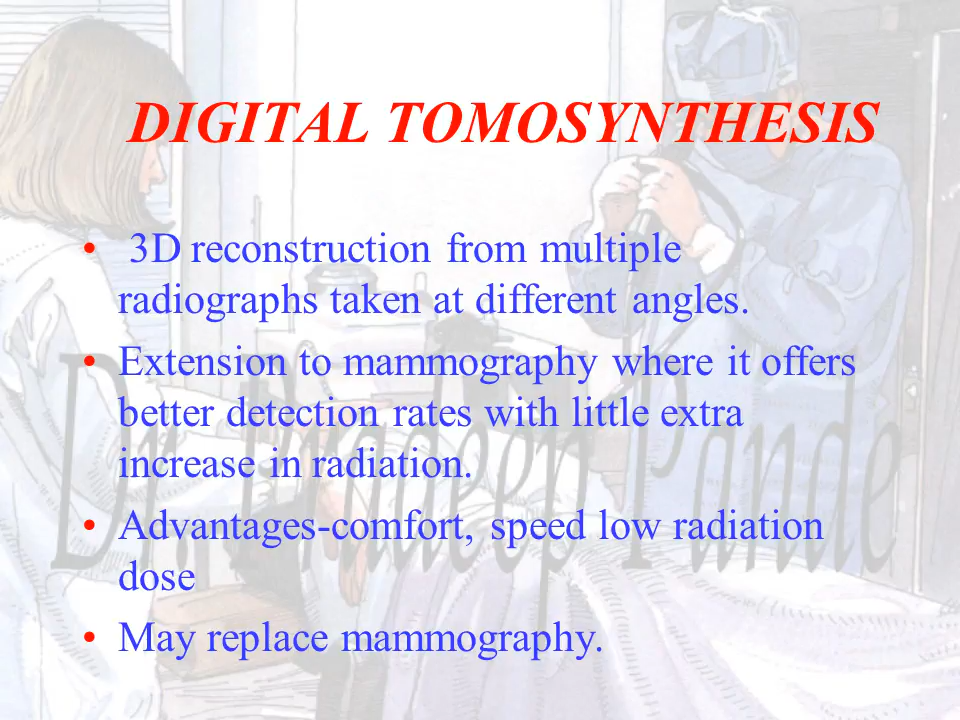 DIGITAL TOMOSYNTHESIS
• 3D reconstruction from multiple
radiographs taken at different angles.
• Extension to mammography where it offers
better detection rates with little extra
increase in radiation.
• Advantages-comfort, speed low radiation
dose
• May replace mammography.
Dr. Pradeep Pande